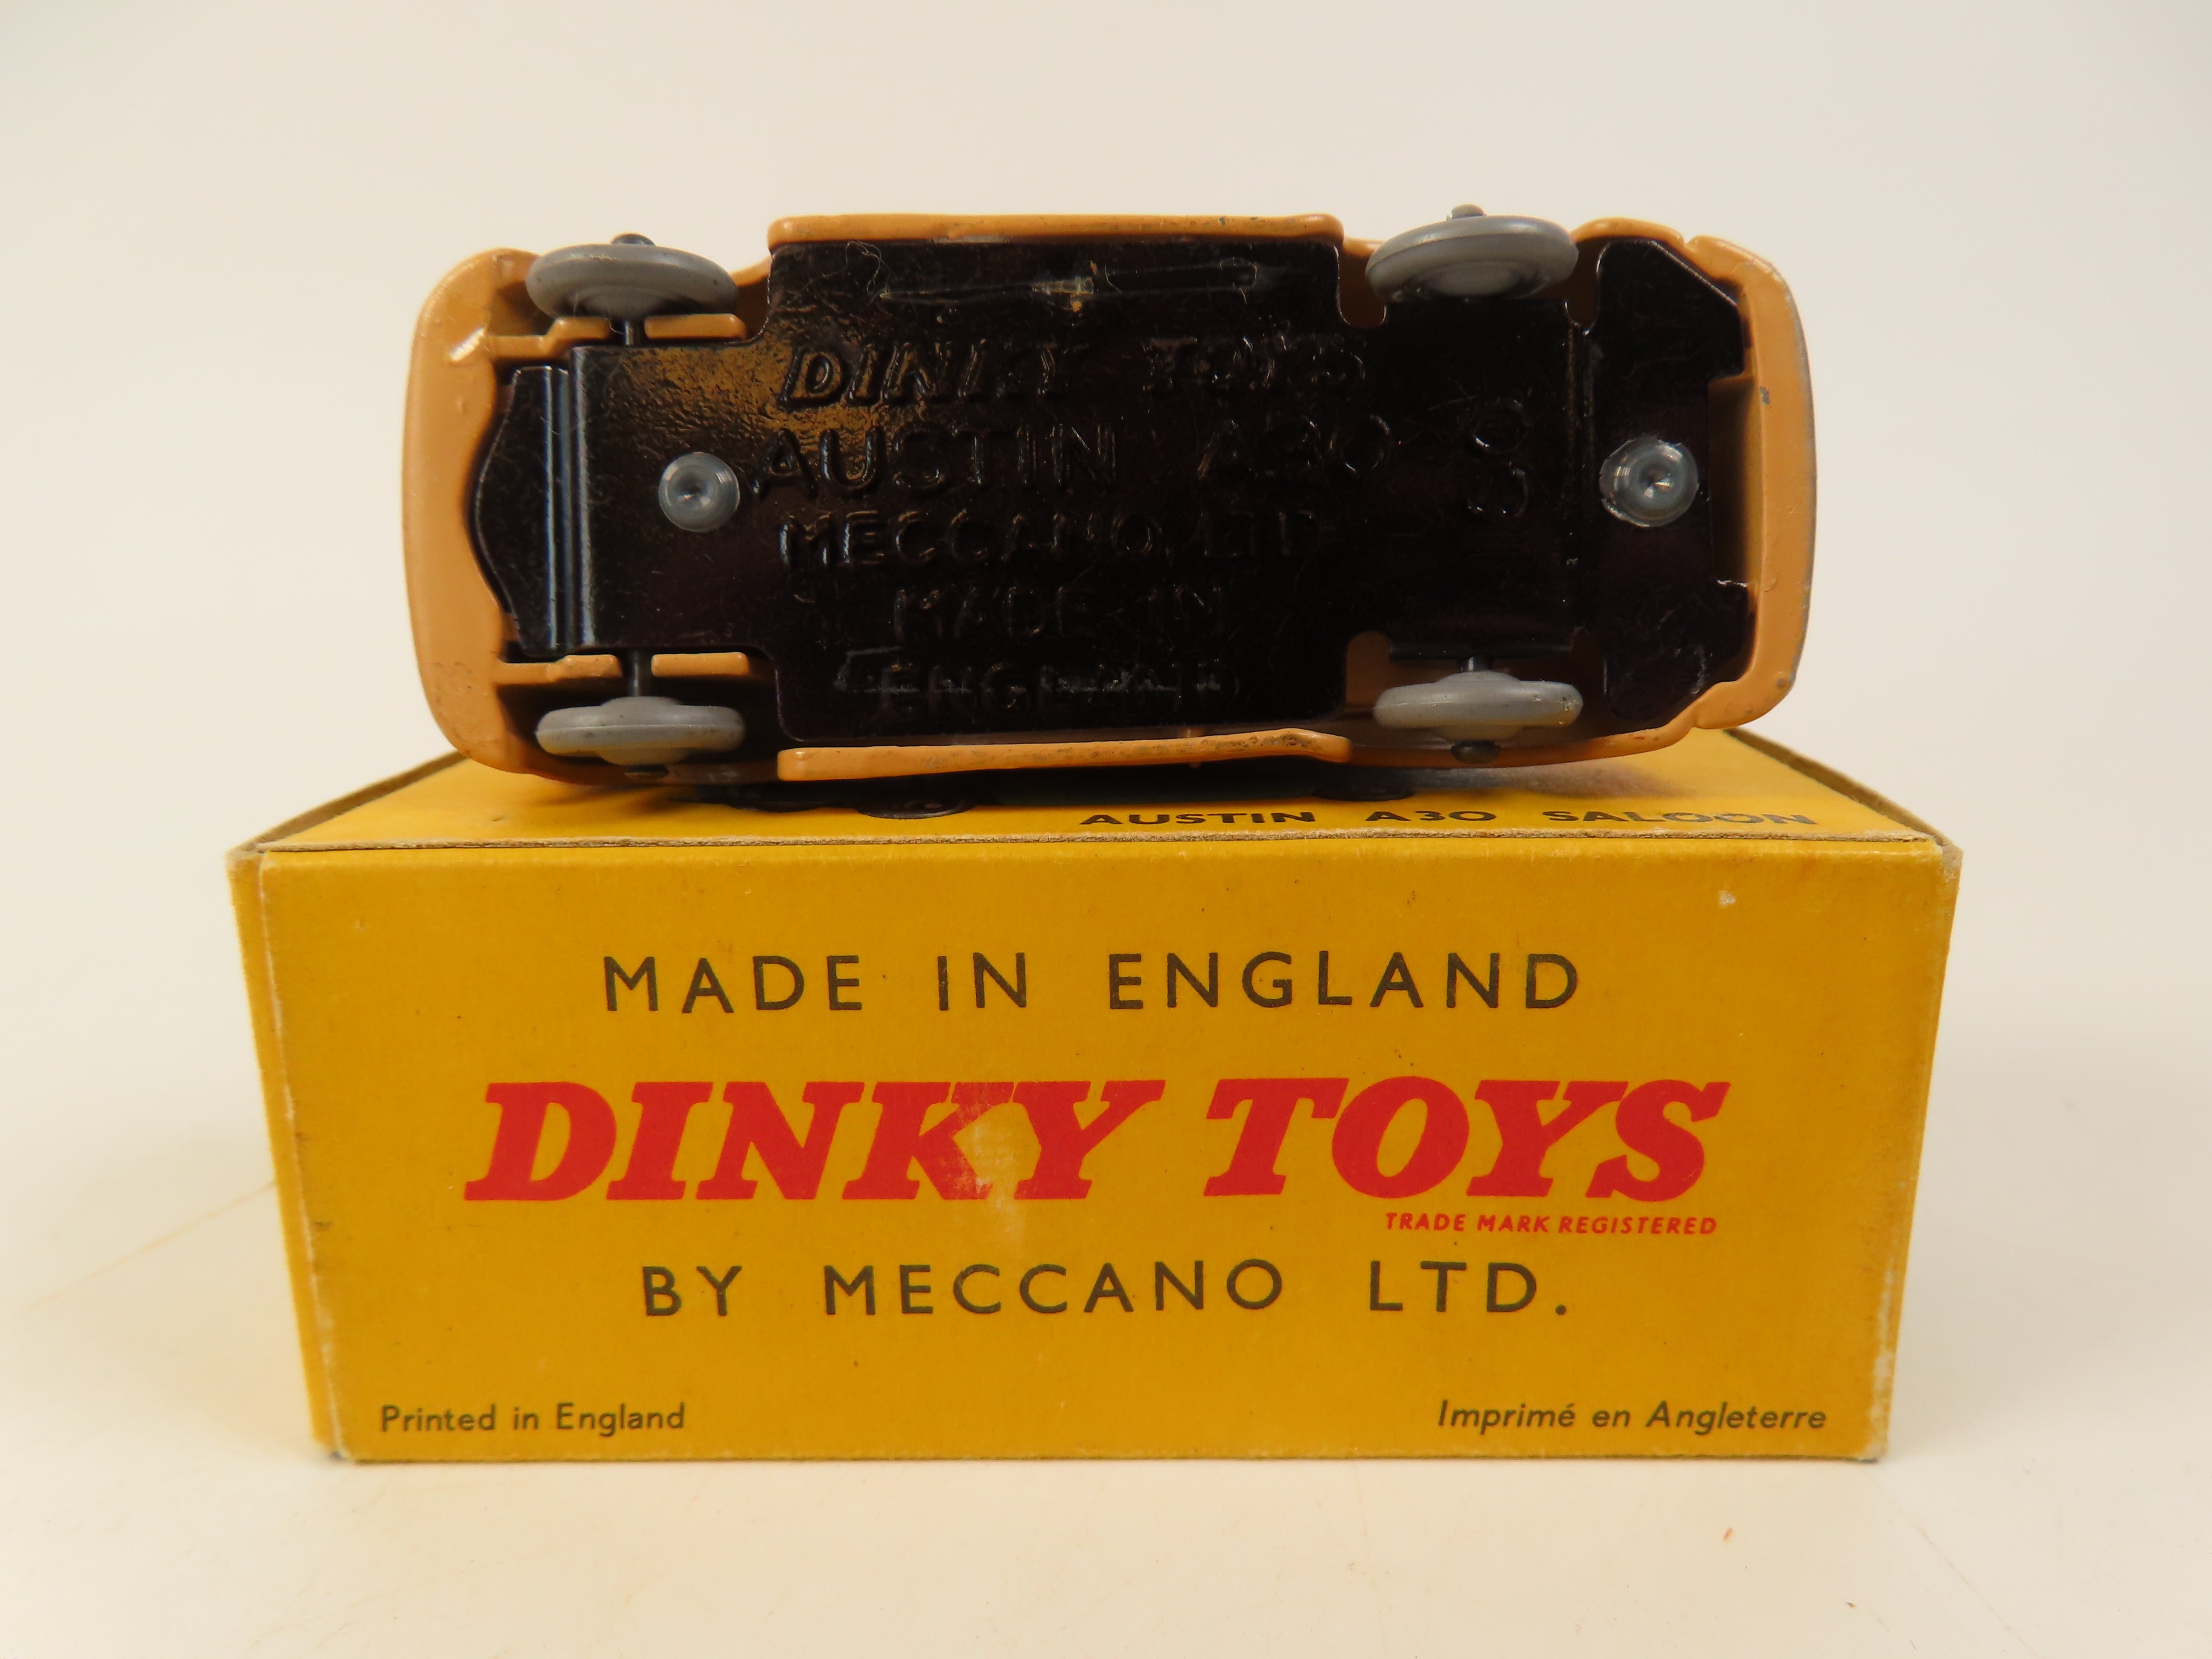 DINKY TOYS
AUSTIN A30
MECCANO LTD
MADE IN
ENGLAND
AUSTIN A30 SALOON
MADE IN ENGLAND
DINKY TOYS
TRADE MARK REGISTERED
BY MECCANO LTD.
Printed in England
Imprimé en Angleterre